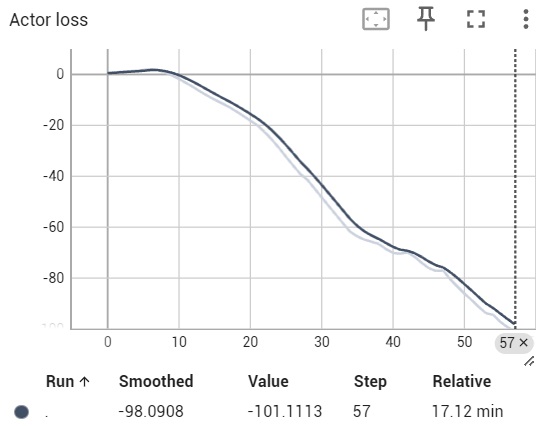 Actor loss
0
-20
-40
-60
-80
-100
0 10 20 30 40 50 57 ×
Run ↑ Smoothed Value Step Relative
. -98.0908 -101.1113 57 17.12 min